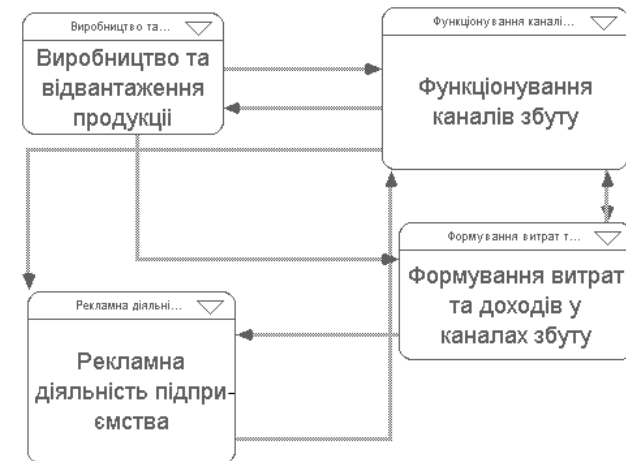 Виробництво та...
Виробництво та
відвантаження
продукції
Функціонування каналі...
Функціонування
каналів збуту
Формування витрат т...
Формування витрат
та доходів у
каналах збуту
Рекламна діяльні...
Рекламна
діяльність підпри-
ємства